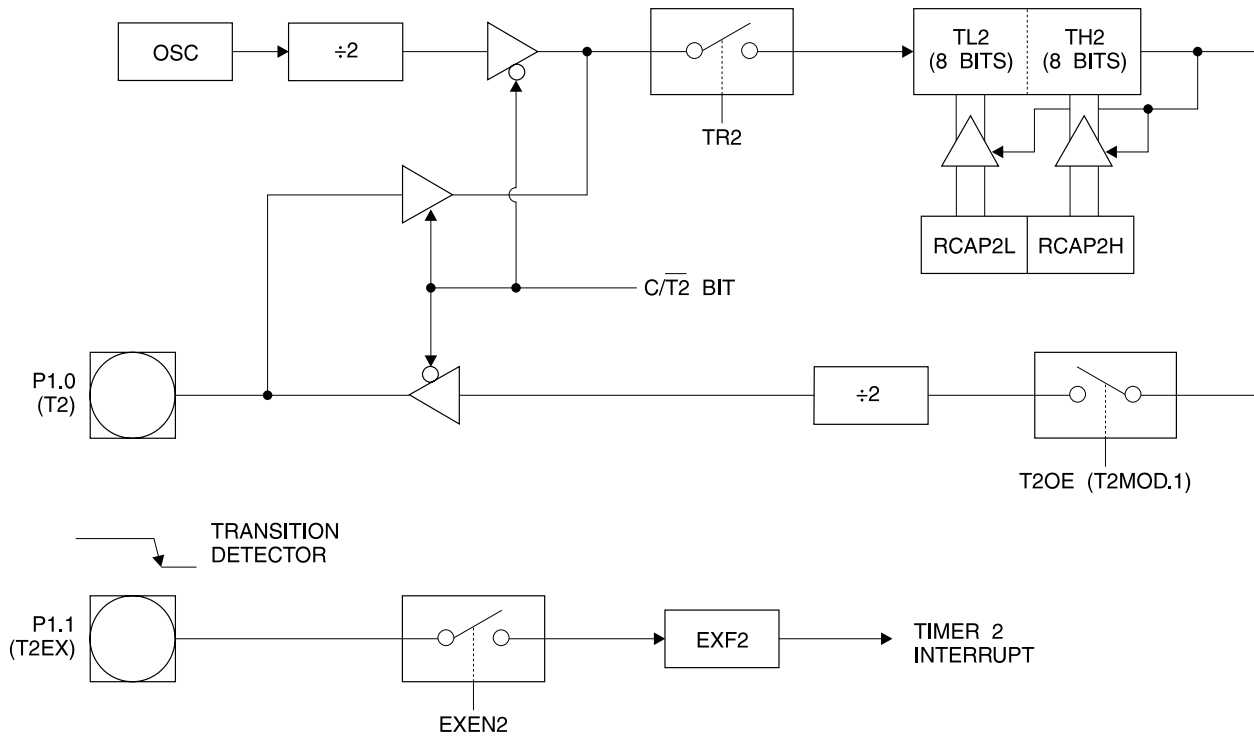 OSC
÷2
TR2
TL2
(8 BITS)
TH2
(8 BITS)
RCAP2L
RCAP2H
C/T̅2̅ BIT
P1.0
(T2)
÷2
T2OE (T2MOD.1)
TRANSITION
DETECTOR
P1.1
(T2EX)
EXEN2
EXF2
TIMER 2
INTERRUPT